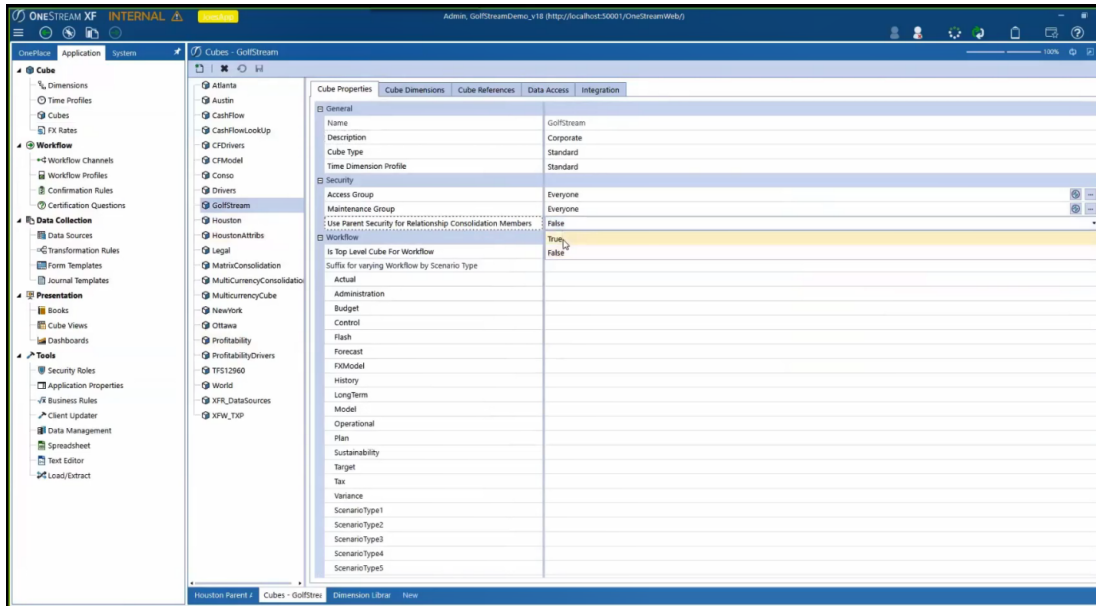 ONESTREAM XF INTERNAL
Admin, GolfStreamDemo_v18 (http://localhost:50001/OneStreamWeb/)
OnePlace Application System
Cubes - GolfStream
100%
Cube
Dimensions
Time Profiles
Cubes
FX Rates
Workflow
Workflow Channels
Workflow Profiles
Confirmation Rules
Certification Questions
Data Collection
Data Sources
Transformation Rules
Form Templates
Journal Templates
Presentation
Books
Cube Views
Dashboards
Tools
Security Roles
Application Properties
Business Rules
Client Updater
Data Management
Spreadsheet
Text Editor
Load/Extract
Atlanta
Austin
CashFlow
CashFlowLookUp
CFDrivers
CFModel
Conso
Drivers
GolfStream
Houston
HoustonAttribs
Legal
MatrixConsolidation
MultiCurrencyConsolidatio
MulticurrencyCube
NewYork
Ottawa
Profitability
ProfitabilityDrivers
TFS12960
World
XFR_DataSources
XFW_TXP
Cube Properties Cube Dimensions Cube References Data Access Integration
General
Name GolfStream
Description Corporate
Cube Type Standard
Time Dimension Profile Standard
Security
Access Group Everyone
Maintenance Group Everyone
Use Parent Security for Relationship Consolidation Members False
Workflow True
Is Top Level Cube For Workflow False
Suffix for varying Workflow by Scenario Type
Actual
Administration
Budget
Control
Flash
Forecast
FXModel
History
LongTerm
Model
Operational
Plan
Sustainability
Target
Tax
Variance
ScenarioType1
ScenarioType2
ScenarioType3
ScenarioType4
ScenarioType5
Houston Parent Cubes - GolfStrea Dimension Librar New